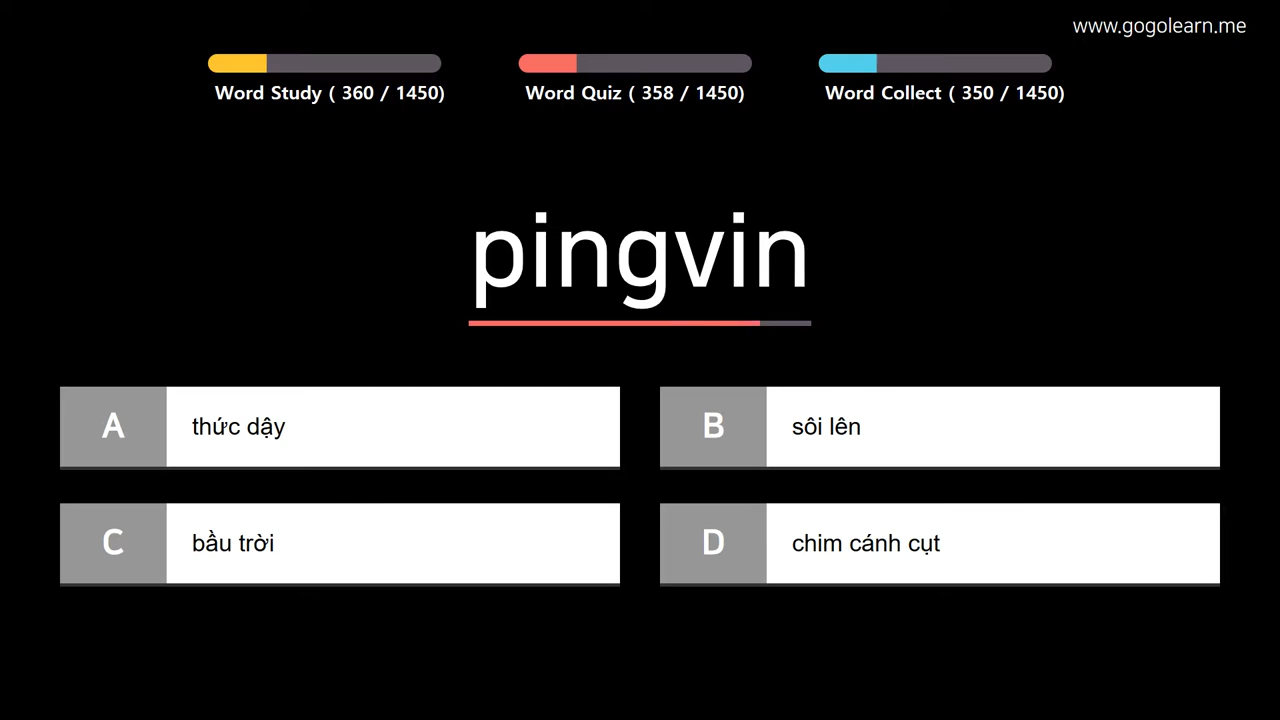 www.gogolearn.me
Word Study ( 360 / 1450)
Word Quiz ( 358 / 1450)
Word Collect ( 350 / 1450)
pingvin
A thức dậy
B sôi lên
C bầu trời
D chim cánh cụt